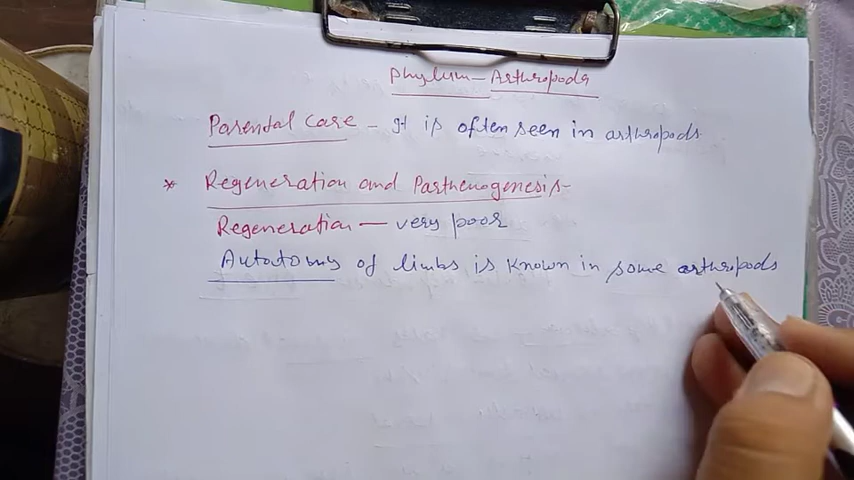 Phylum - Arthropoda
Parental Care - It is often seen in arthropods
* Regeneration and Parthenogenesis-
Regeneration — very poor
Autotomy of limbs is known in some arthropods